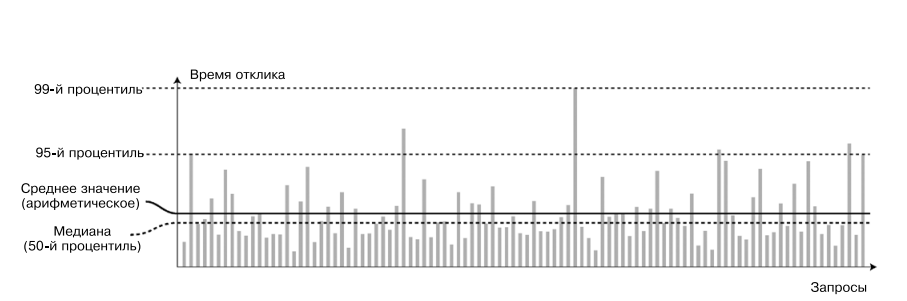 Время отклика
99-й процентиль
95-й процентиль
Среднее значение
(арифметическое)
Медиана
(50-й процентиль)
Запросы